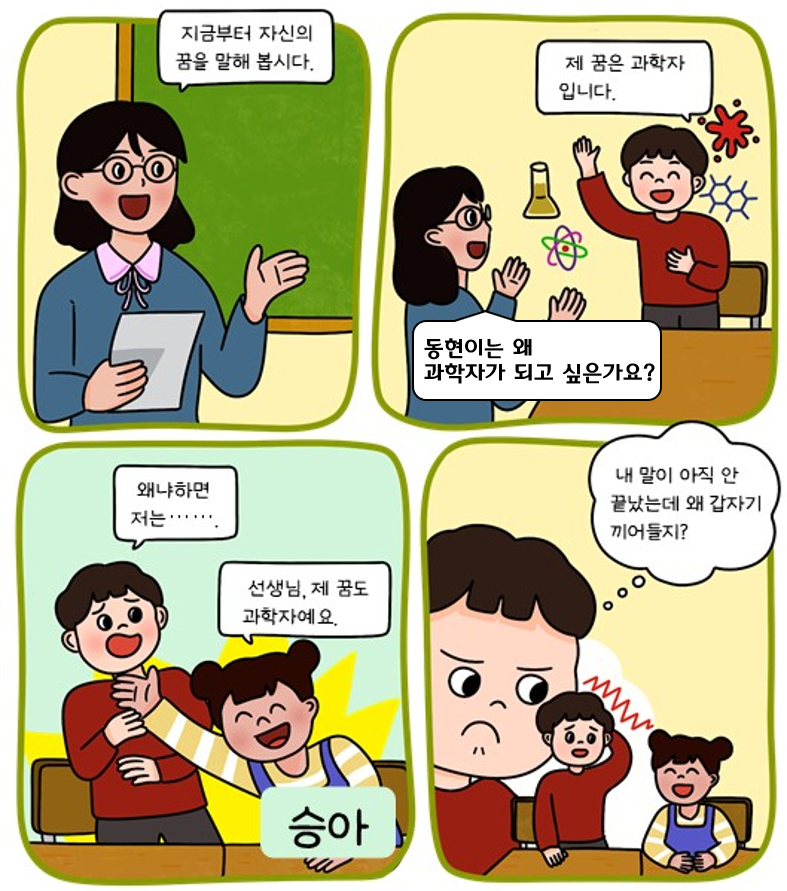 지금부터 자신의
꿈을 말해 봅시다.
제 꿈은 과학자
입니다.
동현이는 왜
과학자가 되고 싶은가요?
왜냐하면
저는…….
선생님, 제 꿈도
과학자예요.
승아
내 말이 아직 안
끝났는데 왜 갑자기
끼어들지?